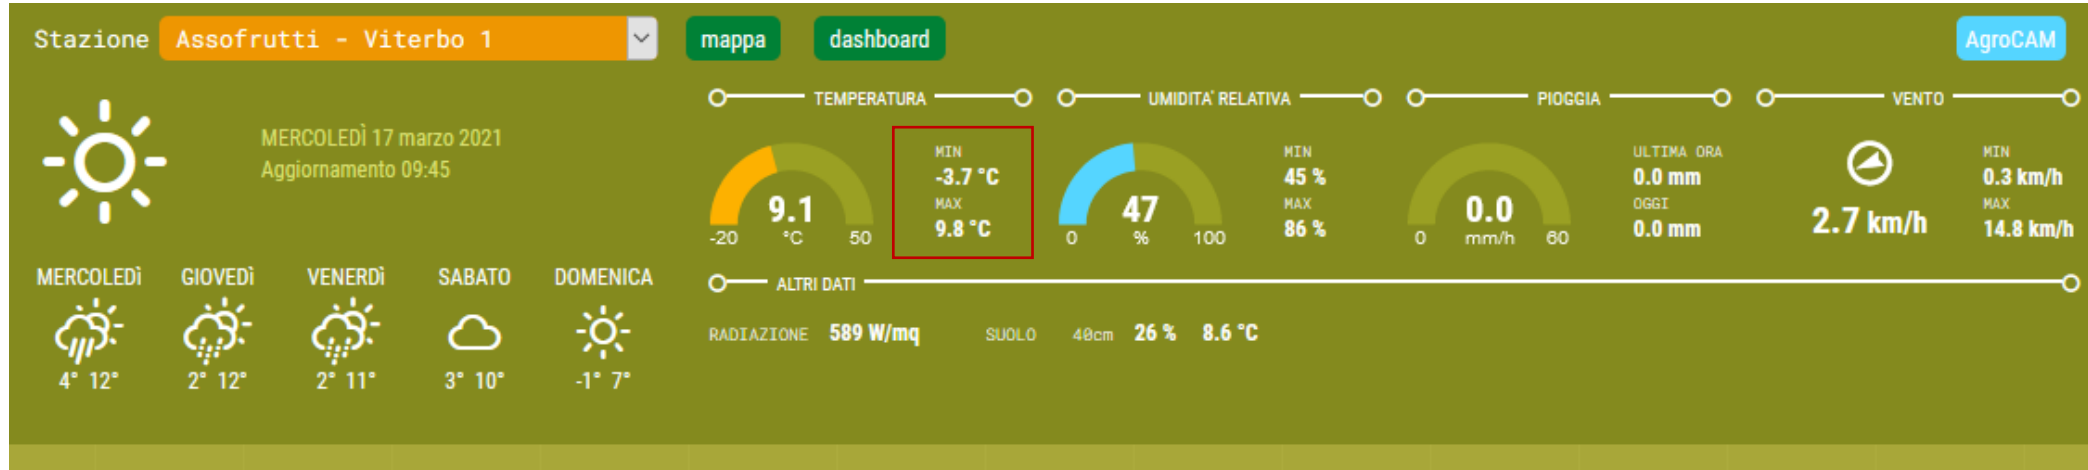 Stazione Assofrutti - Viterbo 1 mappa dashboard AgroCAM
MERCOLEDÌ 17 marzo 2021
Aggiornamento 09:45
TEMPERATURA
9.1
°C
-20 50
MIN
-3.7 °C
MAX
9.8 °C
UMIDITA' RELATIVA
47
%
0 100
MIN
45 %
MAX
86 %
PIOGGIA
0.0
mm/h
0 60
ULTIMA ORA
0.0 mm
OGGI
0.0 mm
VENTO
2.7 km/h
MIN
0.3 km/h
MAX
14.8 km/h
MERCOLEDÌ GIOVEDÌ VENERDÌ SABATO DOMENICA
4° 12° 2° 12° 2° 11° 3° 10° -1° 7°
ALTRI DATI
RADIAZIONE 589 W/mq SUOLO 40cm 26 % 8.6 °C